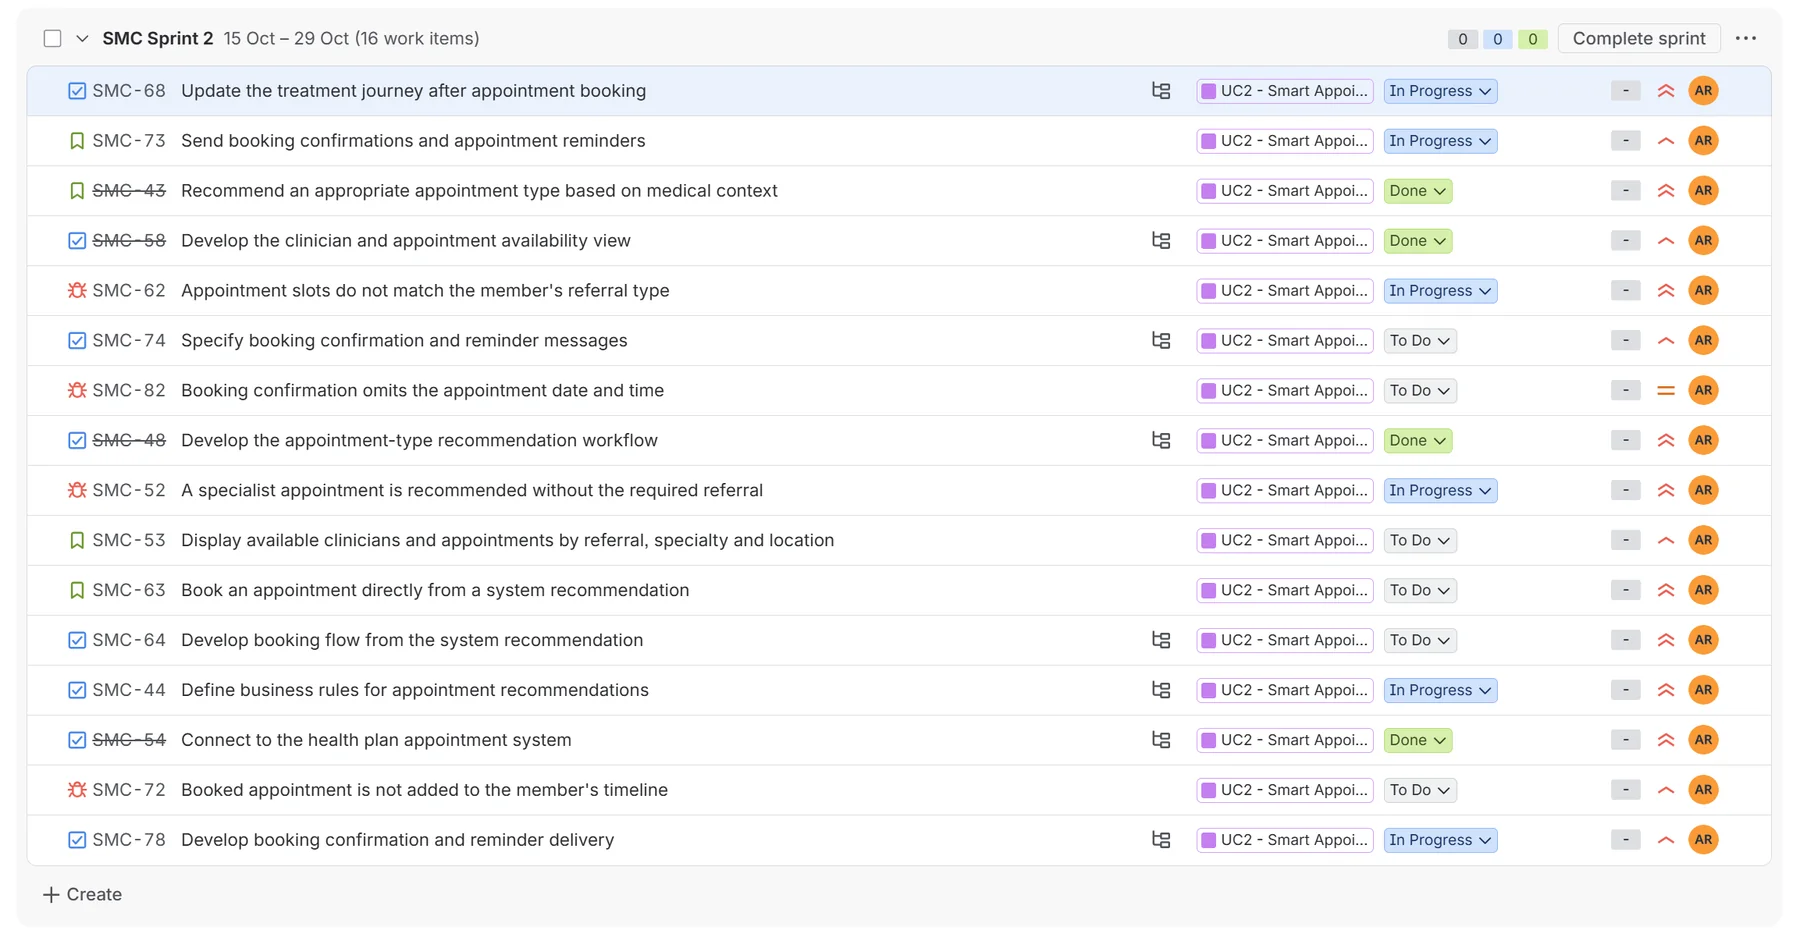 SMC Sprint 2 15 Oct – 29 Oct (16 work items) 0 0 0 Complete sprint
SMC-68 Update the treatment journey after appointment booking UC2 - Smart Appoi... In Progress - AR
SMC-73 Send booking confirmations and appointment reminders UC2 - Smart Appoi... In Progress - AR
SMC-43 Recommend an appropriate appointment type based on medical context UC2 - Smart Appoi... Done - AR
SMC-58 Develop the clinician and appointment availability view UC2 - Smart Appoi... Done - AR
SMC-62 Appointment slots do not match the member's referral type UC2 - Smart Appoi... In Progress - AR
SMC-74 Specify booking confirmation and reminder messages UC2 - Smart Appoi... To Do - AR
SMC-82 Booking confirmation omits the appointment date and time UC2 - Smart Appoi... To Do - AR
SMC-48 Develop the appointment-type recommendation workflow UC2 - Smart Appoi... Done - AR
SMC-52 A specialist appointment is recommended without the required referral UC2 - Smart Appoi... In Progress - AR
SMC-53 Display available clinicians and appointments by referral, specialty and location UC2 - Smart Appoi... To Do - AR
SMC-63 Book an appointment directly from a system recommendation UC2 - Smart Appoi... To Do - AR
SMC-64 Develop booking flow from the system recommendation UC2 - Smart Appoi... To Do - AR
SMC-44 Define business rules for appointment recommendations UC2 - Smart Appoi... In Progress - AR
SMC-54 Connect to the health plan appointment system UC2 - Smart Appoi... Done - AR
SMC-72 Booked appointment is not added to the member's timeline UC2 - Smart Appoi... To Do - AR
SMC-78 Develop booking confirmation and reminder delivery UC2 - Smart Appoi... In Progress - AR
+ Create